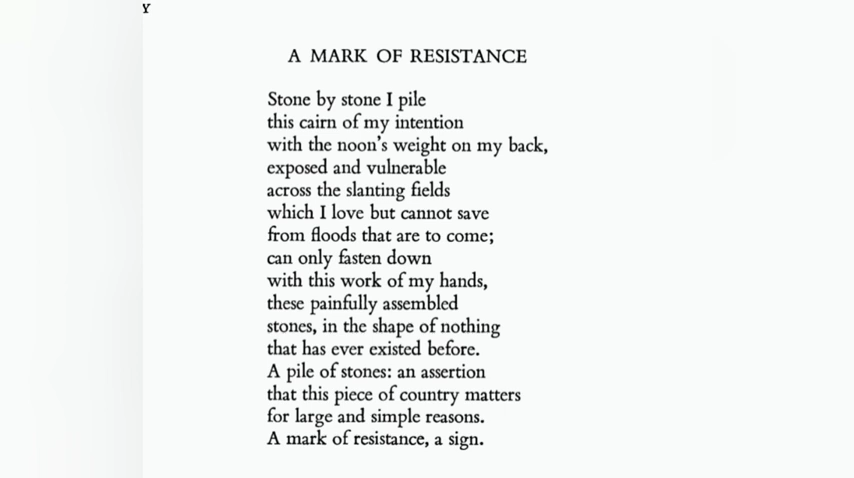 Y
A MARK OF RESISTANCE
Stone by stone I pile
this cairn of my intention
with the noon's weight on my back,
exposed and vulnerable
across the slanting fields
which I love but cannot save
from floods that are to come;
can only fasten down
with this work of my hands,
these painfully assembled
stones, in the shape of nothing
that has ever existed before.
A pile of stones: an assertion
that this piece of country matters
for large and simple reasons.
A mark of resistance, a sign.